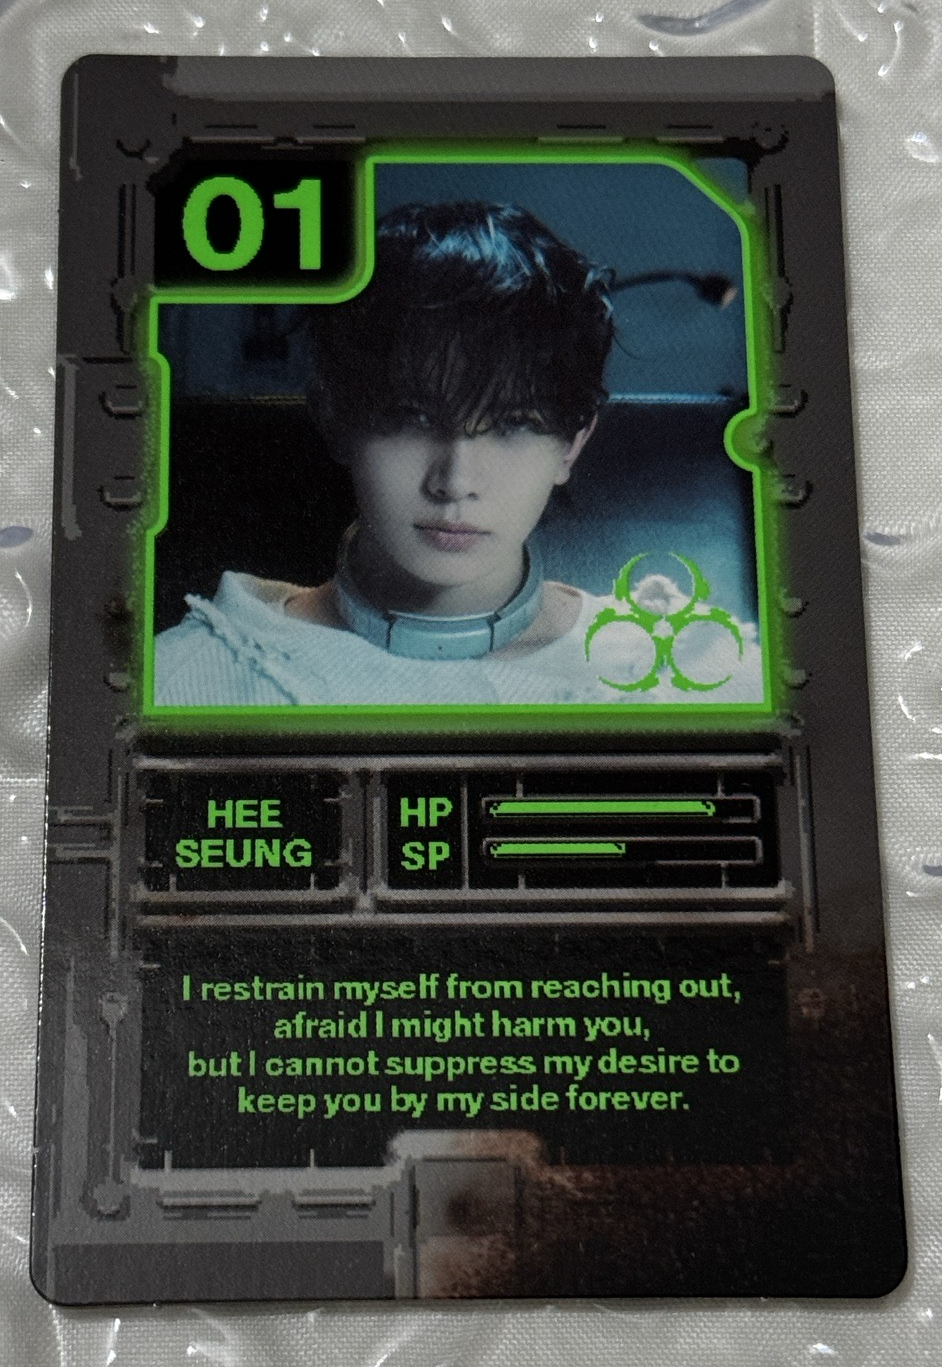 01
HEE
SEUNG
HP
SP
I restrain myself from reaching out,
afraid I might harm you,
but I cannot suppress my desire to
keep you by my side forever.